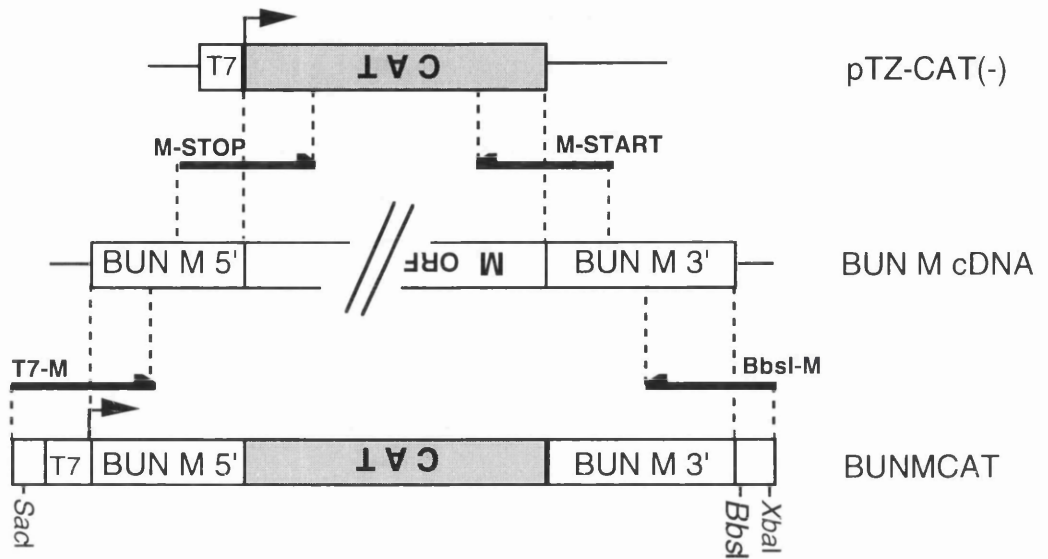 T7 CAT pTZ-CAT(-)
M-STOP M-START
BUN M 5' M ORF BUN M 3' BUN M cDNA
T7-M BbsI-M
T7 BUN M 5' CAT BUN M 3' BUNMCAT
SacI BbsI XbaI